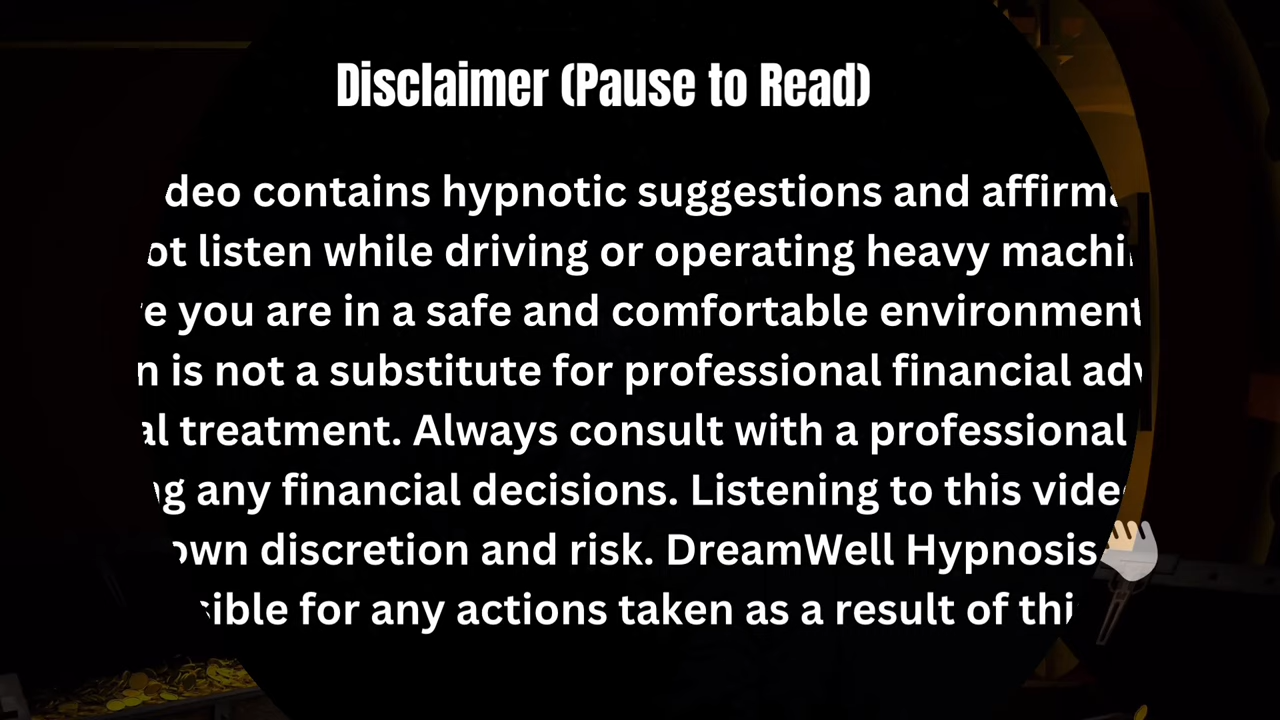 Disclaimer (Pause to Read)
deo contains hypnotic suggestions and affirma
ot listen while driving or operating heavy machi
e you are in a safe and comfortable environment
n is not a substitute for professional financial adv
al treatment. Always consult with a professional
g any financial decisions. Listening to this video
own discretion and risk. DreamWell Hypnosis
sible for any actions taken as a result of thi